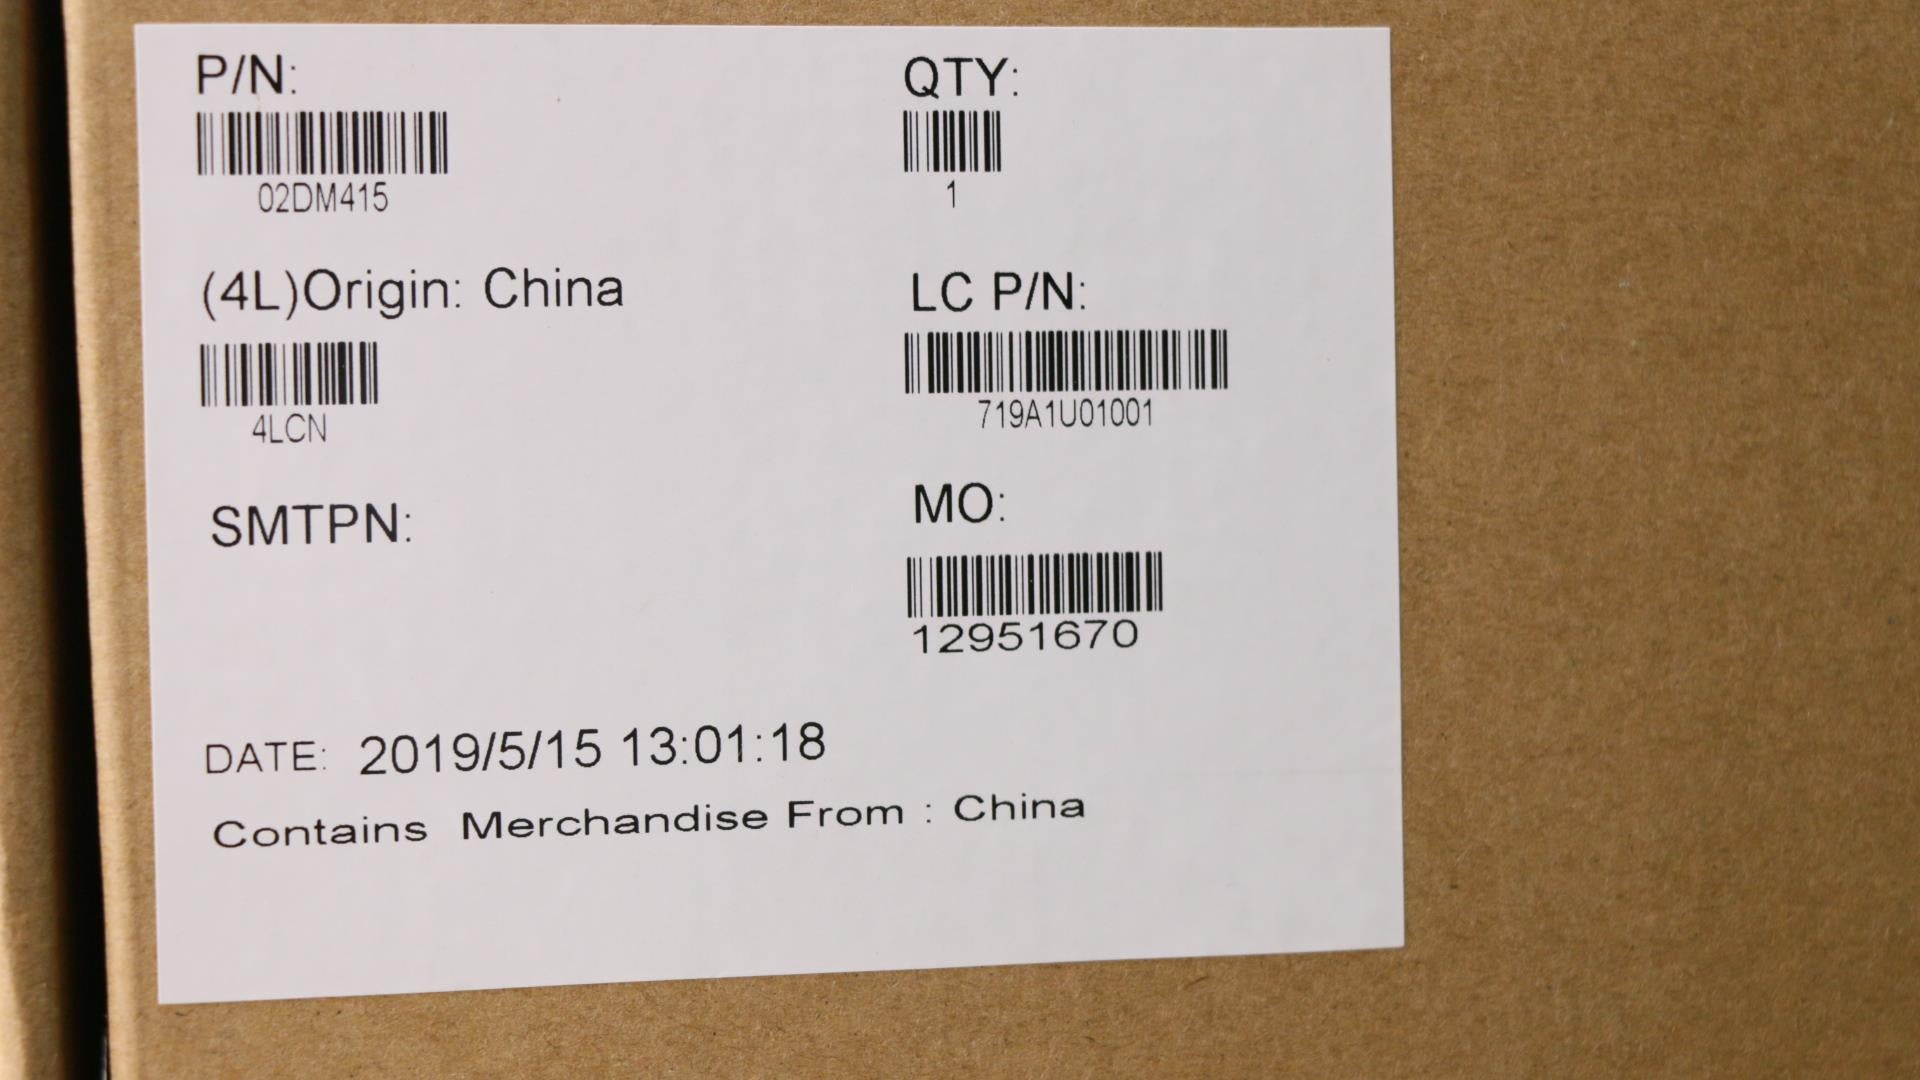 P/N:
02DM415
QTY:
1
(4L)Origin: China
4LCN
LC P/N:
719A1U01001
SMTPN:
MO:
12951670
DATE: 2019/5/15 13:01:18
Contains Merchandise From : China